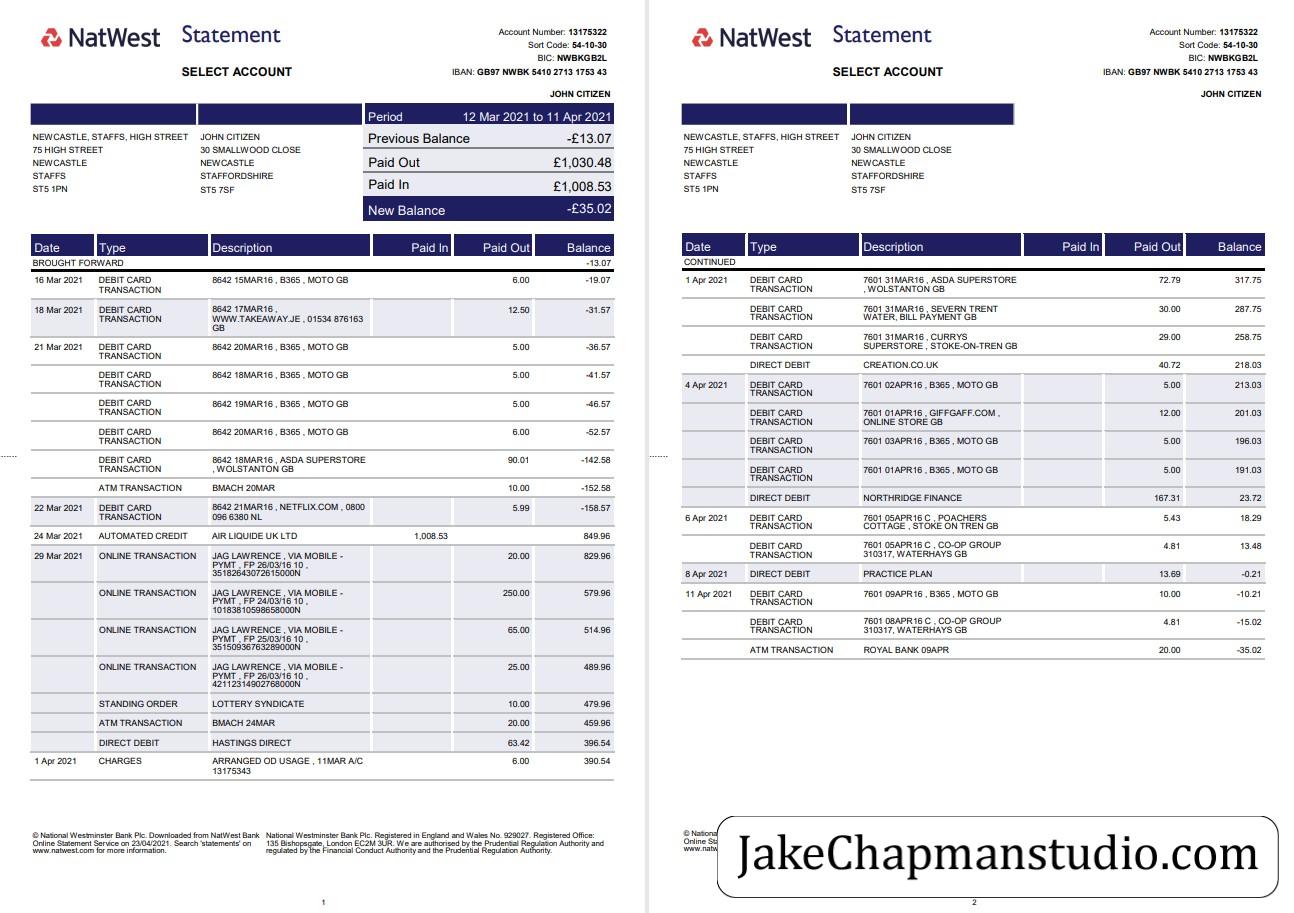 NatWest Statement
Account Number: 13175322
Sort Code: 54-10-30
BIC: NWBKGB2L
SELECT ACCOUNT
IBAN: GB97 NWBK 5410 2713 1753 43
JOHN CITIZEN
Period 12 Mar 2021 to 11 Apr 2021
NEWCASTLE, STAFFS, HIGH STREET JOHN CITIZEN
75 HIGH STREET 30 SMALLWOOD CLOSE
NEWCASTLE NEWCASTLE
STAFFS STAFFORDSHIRE
ST5 1PN ST5 7SF
Previous Balance -£13.07
Paid Out £1,030.48
Paid In £1,008.53
New Balance -£35.02
Date Type Description Paid In Paid Out Balance
BROUGHT FORWARD -13.07
16 Mar 2021 DEBIT CARD 8642 15MAR16 , B365 , MOTO GB 6.00 -19.07
TRANSACTION
18 Mar 2021 DEBIT CARD 8642 17MAR16 , 12.50 -31.57
TRANSACTION WWW.TAKEAWAY.JE , 01534 876163
GB
21 Mar 2021 DEBIT CARD 8642 20MAR16 , B365 , MOTO GB 5.00 -36.57
TRANSACTION
DEBIT CARD 8642 18MAR16 , B365 , MOTO GB 5.00 -41.57
TRANSACTION
DEBIT CARD 8642 19MAR16 , B365 , MOTO GB 5.00 -46.57
TRANSACTION
DEBIT CARD 8642 20MAR16 , B365 , MOTO GB 6.00 -52.57
TRANSACTION
DEBIT CARD 8642 18MAR16 , ASDA SUPERSTORE 90.01 -142.58
TRANSACTION , WOLSTANTON GB
ATM TRANSACTION BMACH 20MAR 10.00 -152.58
22 Mar 2021 DEBIT CARD 8642 21MAR16 , NETFLIX.COM , 0800 5.99 -158.57
TRANSACTION 096 6380 NL
24 Mar 2021 AUTOMATED CREDIT AIR LIQUIDE UK LTD 1,008.53 849.96
29 Mar 2021 ONLINE TRANSACTION JAG LAWRENCE , VIA MOBILE - 20.00 829.96
PYMT , FP 26/03/16 10 ,
35182643072615000N
ONLINE TRANSACTION JAG LAWRENCE , VIA MOBILE - 250.00 579.96
PYMT , FP 24/03/16 10 ,
10183810598658000N
ONLINE TRANSACTION JAG LAWRENCE , VIA MOBILE - 65.00 514.96
PYMT , FP 25/03/16 10 ,
35150936763289000N
ONLINE TRANSACTION JAG LAWRENCE , VIA MOBILE - 25.00 489.96
PYMT , FP 26/03/16 10 ,
42112314902768000N
STANDING ORDER LOTTERY SYNDICATE 10.00 479.96
ATM TRANSACTION BMACH 24MAR 20.00 459.96
DIRECT DEBIT HASTINGS DIRECT 63.42 396.54
1 Apr 2021 CHARGES ARRANGED OD USAGE , 11MAR A/C 6.00 390.54
13175343
© National Westminster Bank Plc. Downloaded from NatWest Bank
Online Statement Service on 23/04/2021. Search 'statements' on
www.natwest.com for more information.
National Westminster Bank Plc. Registered in England and Wales No. 929027. Registered Office:
135 Bishopsgate, London EC2M 3UR. We are authorised by the Prudential Regulation Authority and
regulated by the Financial Conduct Authority and the Prudential Regulation Authority.
1
NatWest Statement
Account Number: 13175322
Sort Code: 54-10-30
BIC: NWBKGB2L
SELECT ACCOUNT
IBAN: GB97 NWBK 5410 2713 1753 43
JOHN CITIZEN
NEWCASTLE, STAFFS, HIGH STREET JOHN CITIZEN
75 HIGH STREET 30 SMALLWOOD CLOSE
NEWCASTLE NEWCASTLE
STAFFS STAFFORDSHIRE
ST5 1PN ST5 7SF
Date Type Description Paid In Paid Out Balance
CONTINUED
1 Apr 2021 DEBIT CARD 7601 31MAR16 , ASDA SUPERSTORE 72.79 317.75
TRANSACTION , WOLSTANTON GB
DEBIT CARD 7601 31MAR16 , SEVERN TRENT 30.00 287.75
TRANSACTION WATER, BILL PAYMENT GB
DEBIT CARD 7601 31MAR16 , CURRYS 29.00 258.75
TRANSACTION SUPERSTORE , STOKE-ON-TREN GB
DIRECT DEBIT CREATION.CO.UK 40.72 218.03
4 Apr 2021 DEBIT CARD 7601 02APR16 , B365 , MOTO GB 5.00 213.03
TRANSACTION
DEBIT CARD 7601 01APR16 , GIFFGAFF.COM , 12.00 201.03
TRANSACTION ONLINE STORE GB
DEBIT CARD 7601 03APR16 , B365 , MOTO GB 5.00 196.03
TRANSACTION
DEBIT CARD 7601 01APR16 , B365 , MOTO GB 5.00 191.03
TRANSACTION
DIRECT DEBIT NORTHRIDGE FINANCE 167.31 23.72
6 Apr 2021 DEBIT CARD 7601 05APR16 C , POACHERS 5.43 18.29
TRANSACTION COTTAGE , STOKE ON TREN GB
DEBIT CARD 7601 05APR16 C , CO-OP GROUP 4.81 13.48
TRANSACTION 310317, WATERHAYS GB
8 Apr 2021 DIRECT DEBIT PRACTICE PLAN 13.69 -0.21
11 Apr 2021 DEBIT CARD 7601 09APR16 , B365 , MOTO GB 10.00 -10.21
TRANSACTION
DEBIT CARD 7601 08APR16 , CO-OP GROUP 4.81 -15.02
TRANSACTION 310317, WATERHAYS GB
ATM TRANSACTION ROYAL BANK 09APR 20.00 -35.02
JakeChapmanstudio.com
2